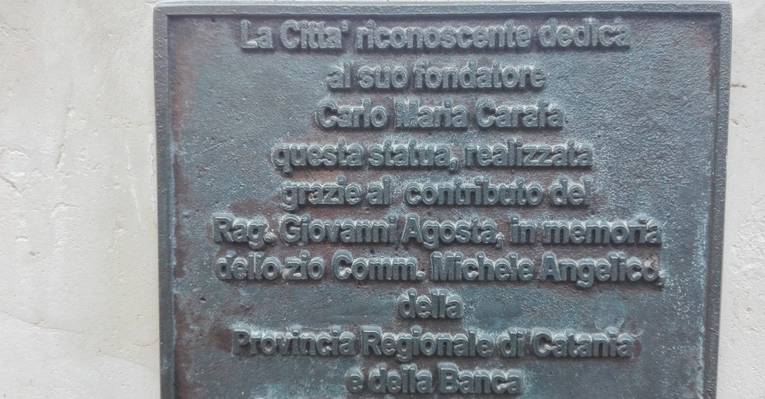 La Citta' riconoscente dedica
al suo fondatore
Carlo Maria Carafa
questa statua, realizzata
grazie al contributo del
Rag. Giovanni Agosta, in memoria
dello zio Comm. Michele Angelico,
della
Provincia Regionale di Catania
e della Banca